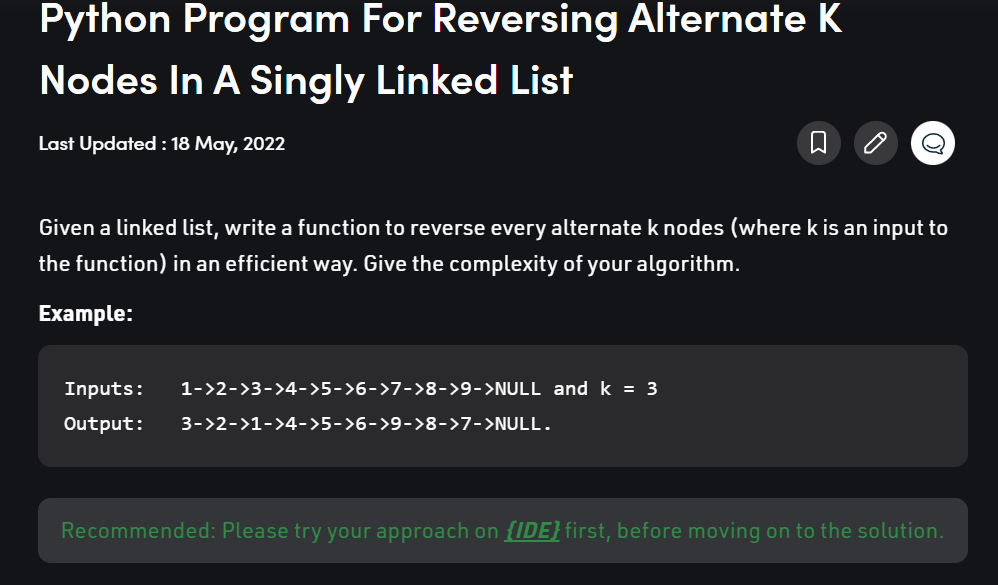 Python Program For Reversing Alternate K
Nodes In A Singly Linked List
Last Updated : 18 May, 2022
Given a linked list, write a function to reverse every alternate k nodes (where k is an input to
the function) in an efficient way. Give the complexity of your algorithm.
Example:
Inputs:   1->2->3->4->5->6->7->8->9->NULL and k = 3
Output:   3->2->1->4->5->6->9->8->7->NULL.
Recommended: Please try your approach on {IDE} first, before moving on to the solution.